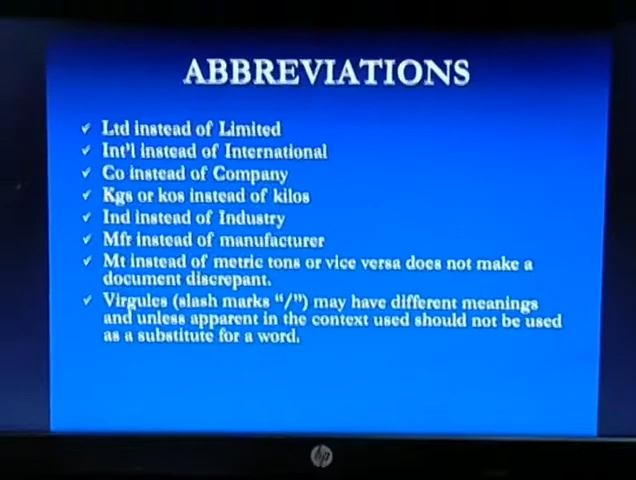 ABBREVIATIONS
✓ Ltd instead of Limited
✓ Int'l instead of International
✓ Co instead of Company
✓ Kgs or kos instead of kilos
✓ Ind instead of Industry
✓ Mfr instead of manufacturer
✓ Mt instead of metric tons or vice versa does not make a
document discrepant.
✓ Virgules (slash marks "/") may have different meanings
and unless apparent in the context used should not be used
as a substitute for a word.
hp